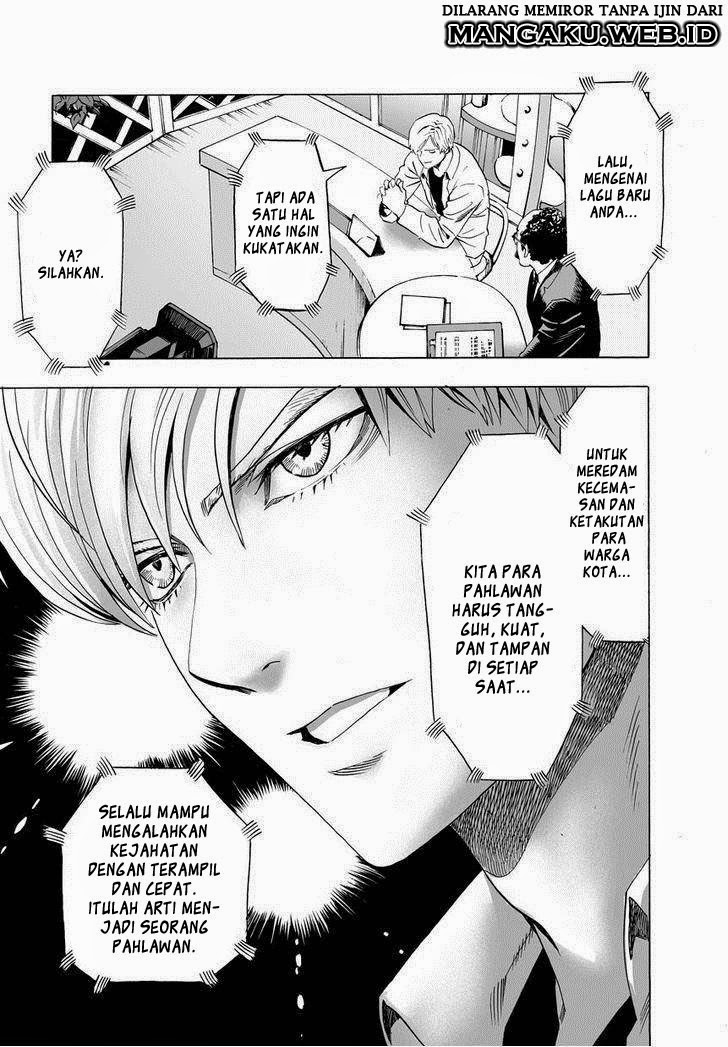 DILARANG MEMIROR TANPA IJIN DARI
MANGAKU.WEB.ID
LALU,
MENGENAI
LAGU BARU
ANDA...
TAPI ADA
SATU HAL
YANG INGIN
KUKATAKAN.
YA?
SILAHKAN.
UNTUK
MEREDAM
KECEMA-
SAN DAN
KETAKUTAN
PARA
WARGA
KOTA...
KITA PARA
PAHLAWAN
HARUS TANG-
GUH, KUAT,
DAN TAMPAN
DI SETIAP
SAAT...
SELALU MAMPU
MENGALAHKAN
KEJAHATAN
DENGAN TERAMPIL
DAN CEPAT.
ITULAH ARTI MEN-
JADI SEORANG
PAHLAWAN.